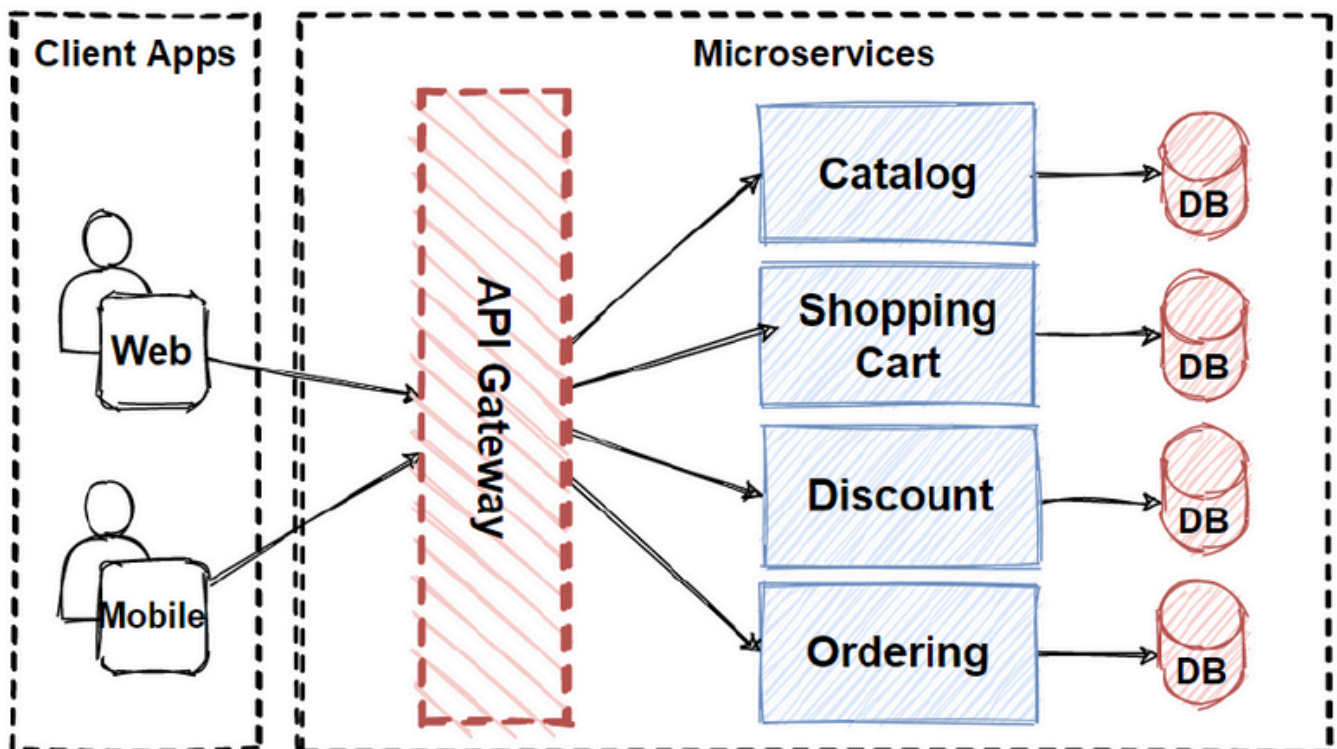 Client Apps
Microservices
Web
Mobile
API Gateway
Catalog
DB
Shopping
Cart
DB
Discount
DB
Ordering
DB